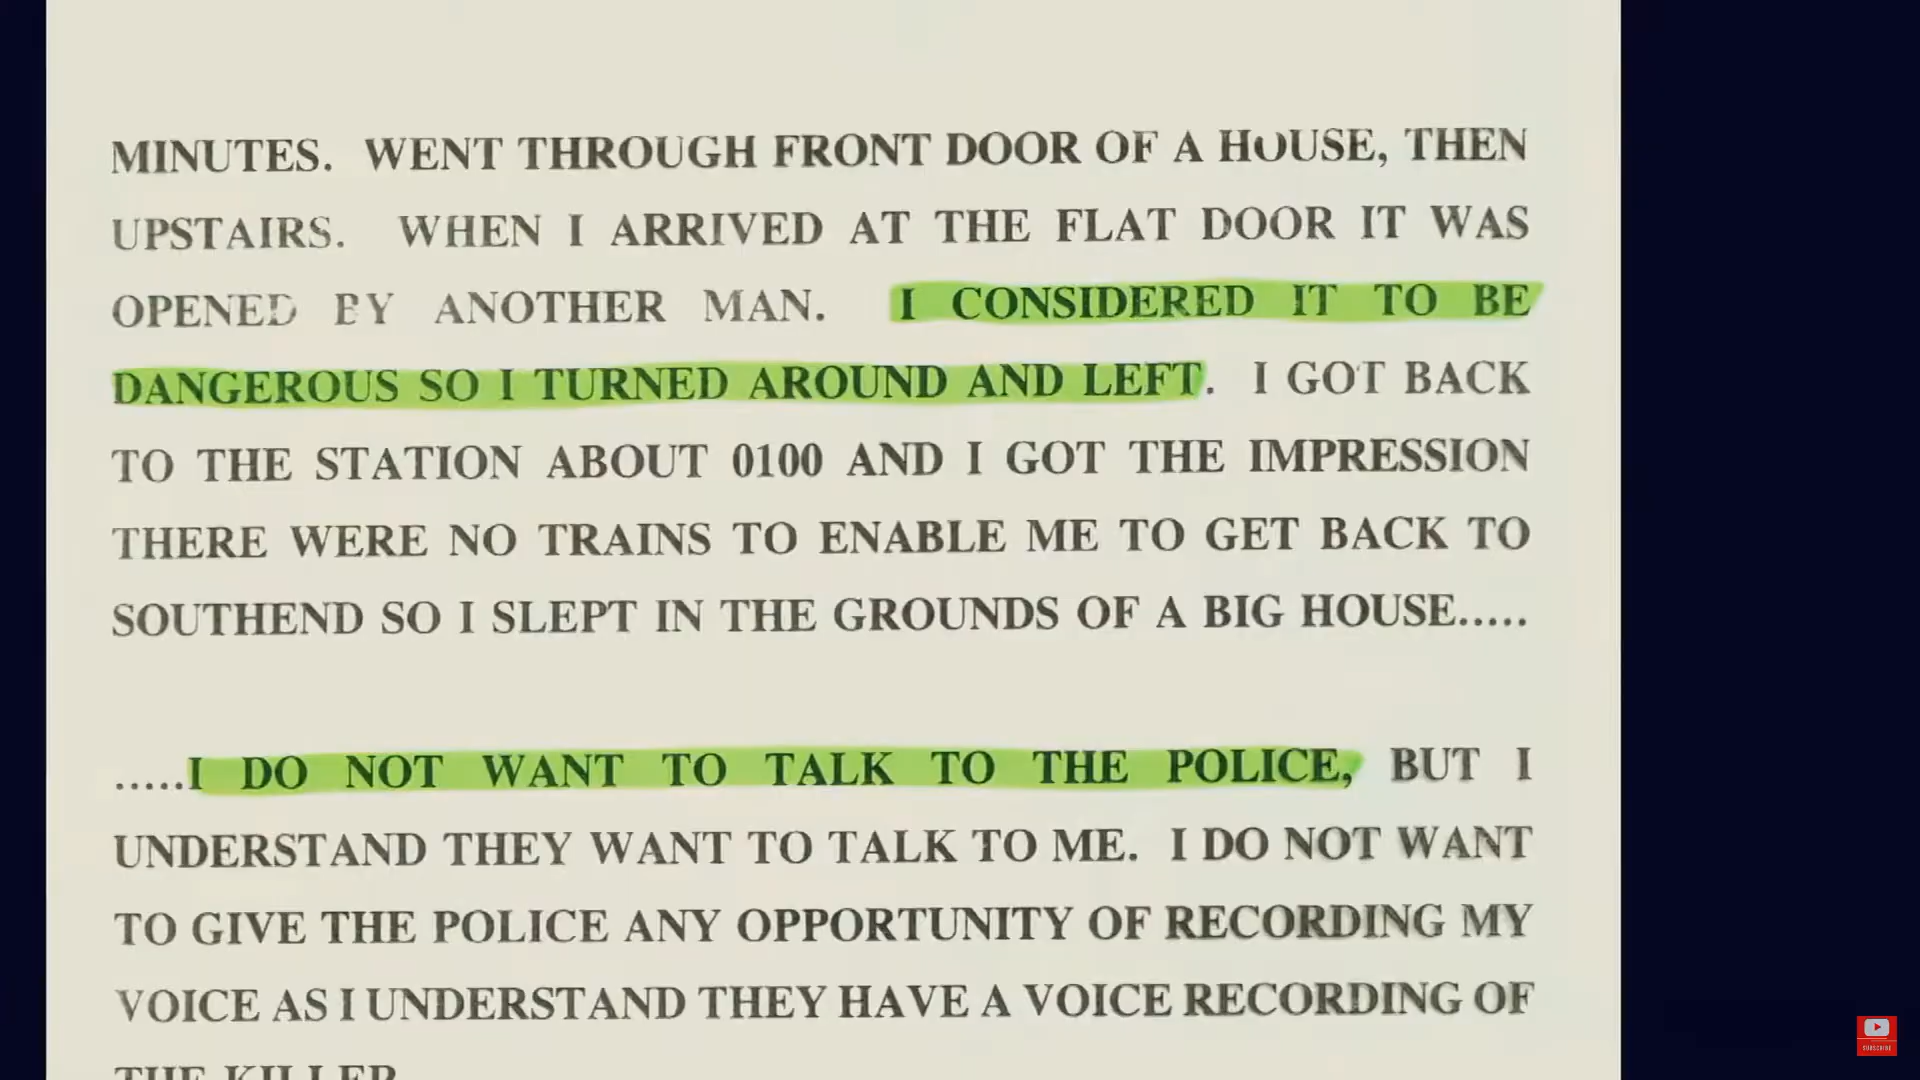 MINUTES. WENT THROUGH FRONT DOOR OF A HOUSE, THEN
UPSTAIRS. WHEN I ARRIVED AT THE FLAT DOOR IT WAS
OPENED BY ANOTHER MAN. I CONSIDERED IT TO BE
DANGEROUS SO I TURNED AROUND AND LEFT. I GOT BACK
TO THE STATION ABOUT 0100 AND I GOT THE IMPRESSION
THERE WERE NO TRAINS TO ENABLE ME TO GET BACK TO
SOUTHEND SO I SLEPT IN THE GROUNDS OF A BIG HOUSE.....
.....I DO NOT WANT TO TALK TO THE POLICE, BUT I
UNDERSTAND THEY WANT TO TALK TO ME. I DO NOT WANT
TO GIVE THE POLICE ANY OPPORTUNITY OF RECORDING MY
VOICE AS I UNDERSTAND THEY HAVE A VOICE RECORDING OF
THE KILLER
SUBSCRIBE